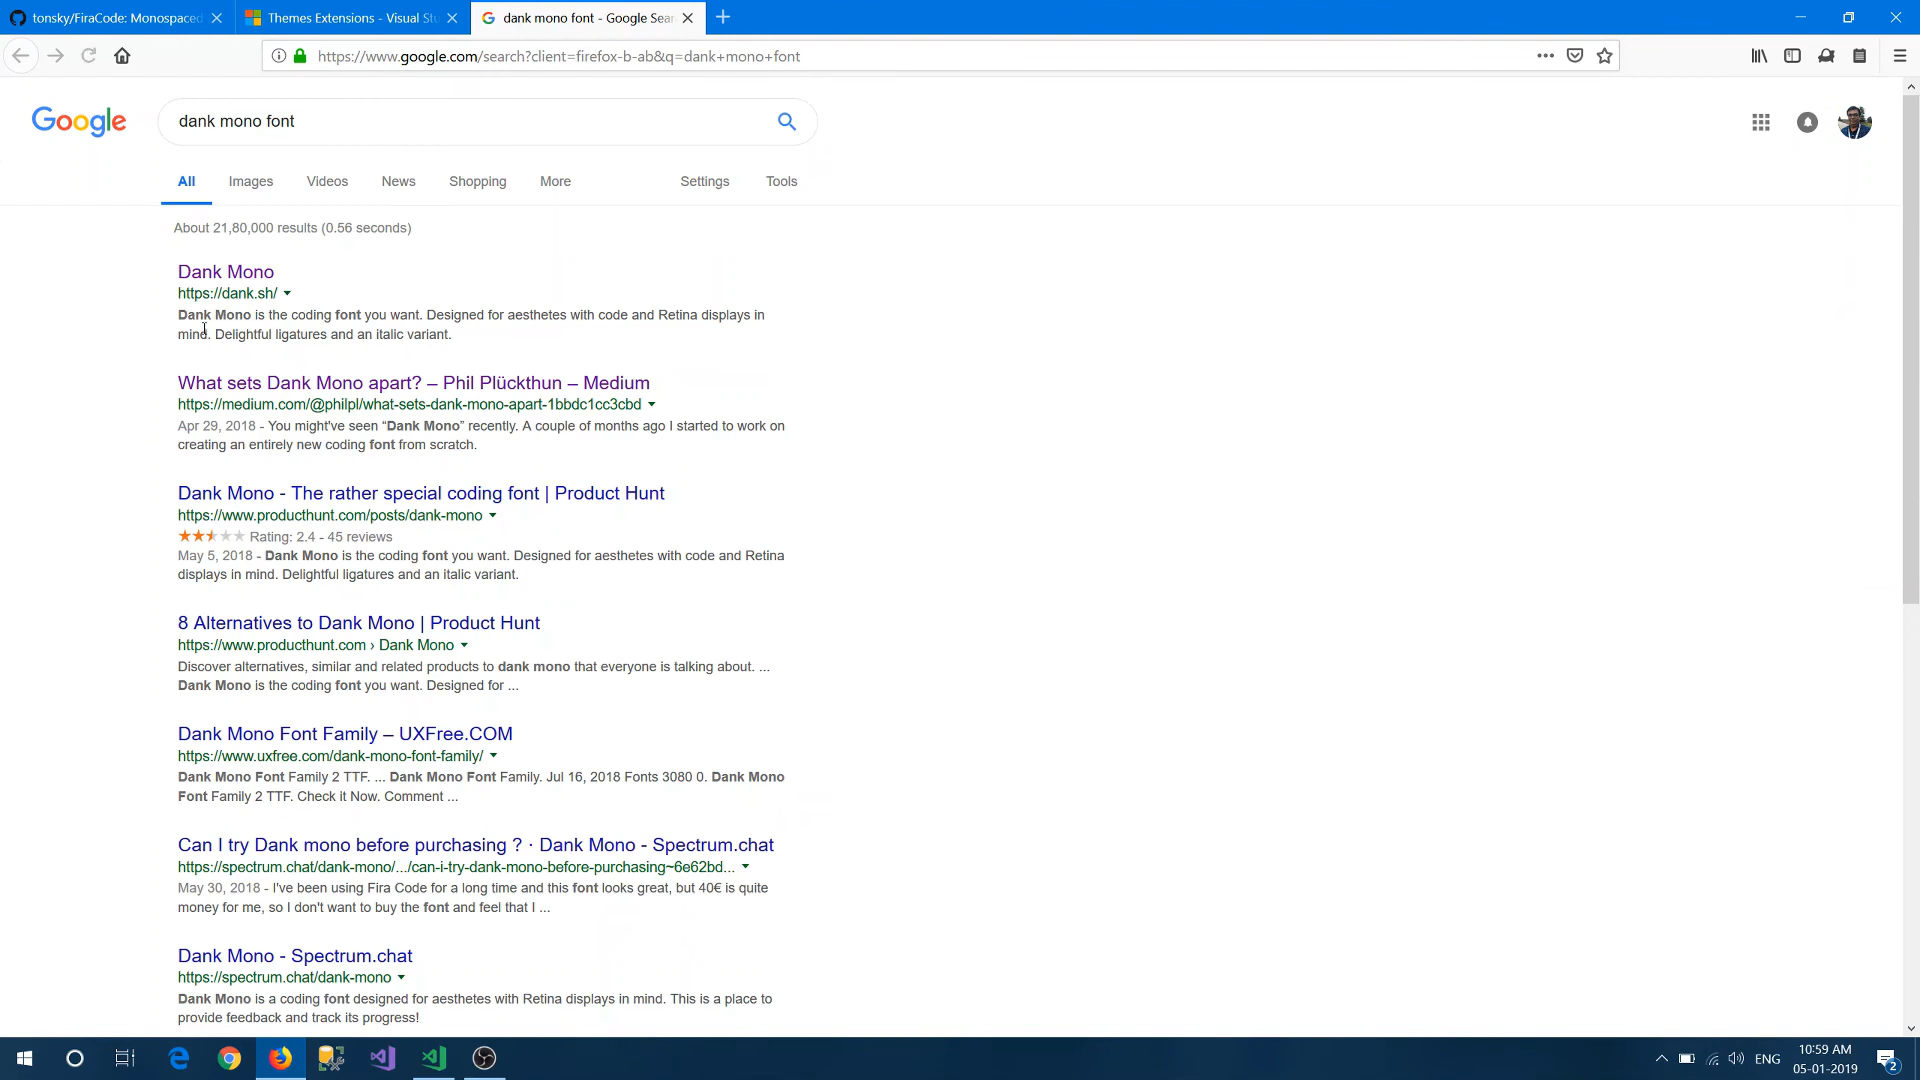 tonsky/FiraCode: Monospaced
Themes Extensions - Visual Stu
dank mono font - Google Sear
https://www.google.com/search?client=firefox-b-ab&q=dank+mono+font
Google
dank mono font
All
Images
Videos
News
Shopping
More
Settings
Tools
About 21,80,000 results (0.56 seconds)
Dank Mono
https://dank.sh/
Dank Mono is the coding font you want. Designed for aesthetes with code and Retina displays in
mind. Delightful ligatures and an italic variant.
What sets Dank Mono apart? – Phil Plückthun – Medium
https://medium.com/@philpl/what-sets-dank-mono-apart-1bbdc1cc3cbd
Apr 29, 2018 - You might've seen “Dank Mono” recently. A couple of months ago I started to work on
creating an entirely new coding font from scratch.
Dank Mono - The rather special coding font | Product Hunt
https://www.producthunt.com/posts/dank-mono
Rating: 2.4 - 45 reviews
May 5, 2018 - Dank Mono is the coding font you want. Designed for aesthetes with code and Retina
displays in mind. Delightful ligatures and an italic variant.
8 Alternatives to Dank Mono | Product Hunt
https://www.producthunt.com › Dank Mono
Discover alternatives, similar and related products to dank mono that everyone is talking about. ...
Dank Mono is the coding font you want. Designed for ...
Dank Mono Font Family – UXFree.COM
https://www.uxfree.com/dank-mono-font-family/
Dank Mono Font Family 2 TTF. ... Dank Mono Font Family. Jul 16, 2018 Fonts 3080 0. Dank Mono
Font Family 2 TTF. Check it Now. Comment ...
Can I try Dank mono before purchasing ? · Dank Mono - Spectrum.chat
https://spectrum.chat/dank-mono/.../can-i-try-dank-mono-before-purchasing~6e62bd...
May 30, 2018 - I've been using Fira Code for a long time and this font looks great, but 40€ is quite
money for me, so I don't want to buy the font and feel that I ...
Dank Mono - Spectrum.chat
https://spectrum.chat/dank-mono
Dank Mono is a coding font designed for aesthetes with Retina displays in mind. This is a place to
provide feedback and track its progress!
ENG
10:59 AM
05-01-2019
2